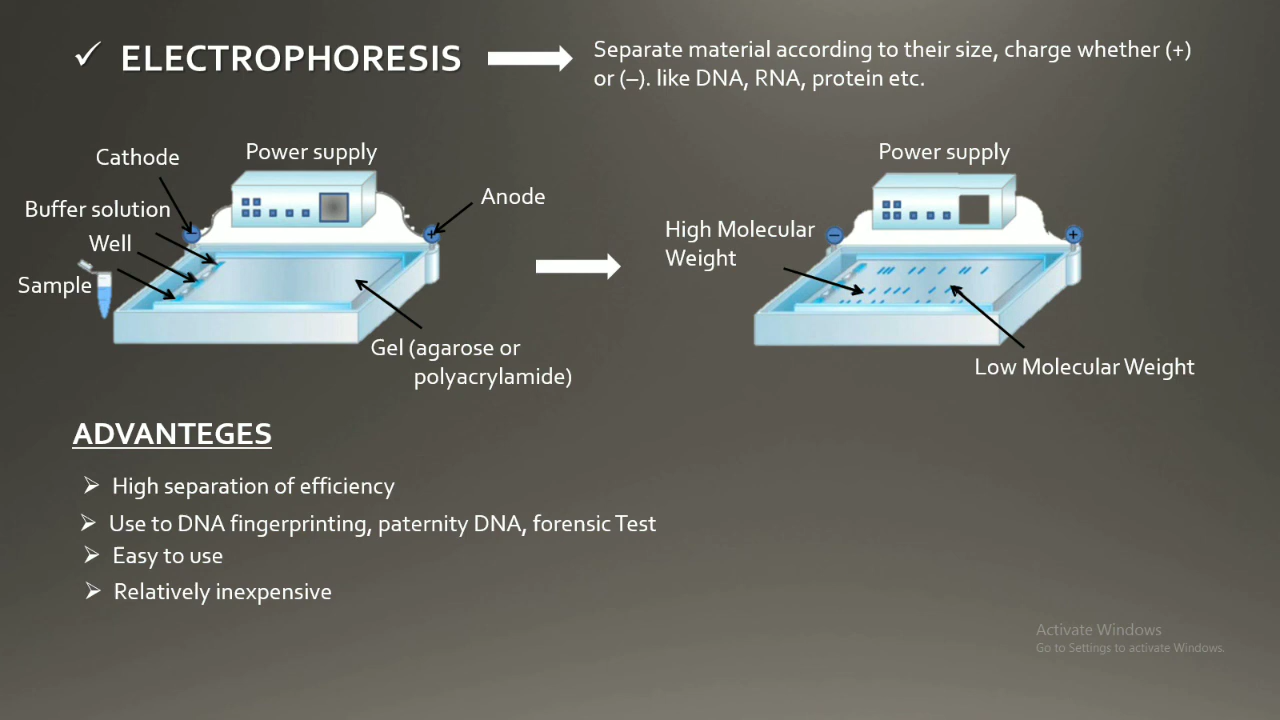 ✓ ELECTROPHORESIS
Separate material according to their size, charge whether (+)
or (–). like DNA, RNA, protein etc.
Cathode
Power supply
Anode
Buffer solution
Well
Sample
+
Gel (agarose or
polyacrylamide)
Power supply
High Molecular
Weight
–
+
Low Molecular Weight
ADVANTEGES
➢ High separation of efficiency
➢ Use to DNA fingerprinting, paternity DNA, forensic Test
➢ Easy to use
➢ Relatively inexpensive
Activate Windows
Go to Settings to activate Windows.